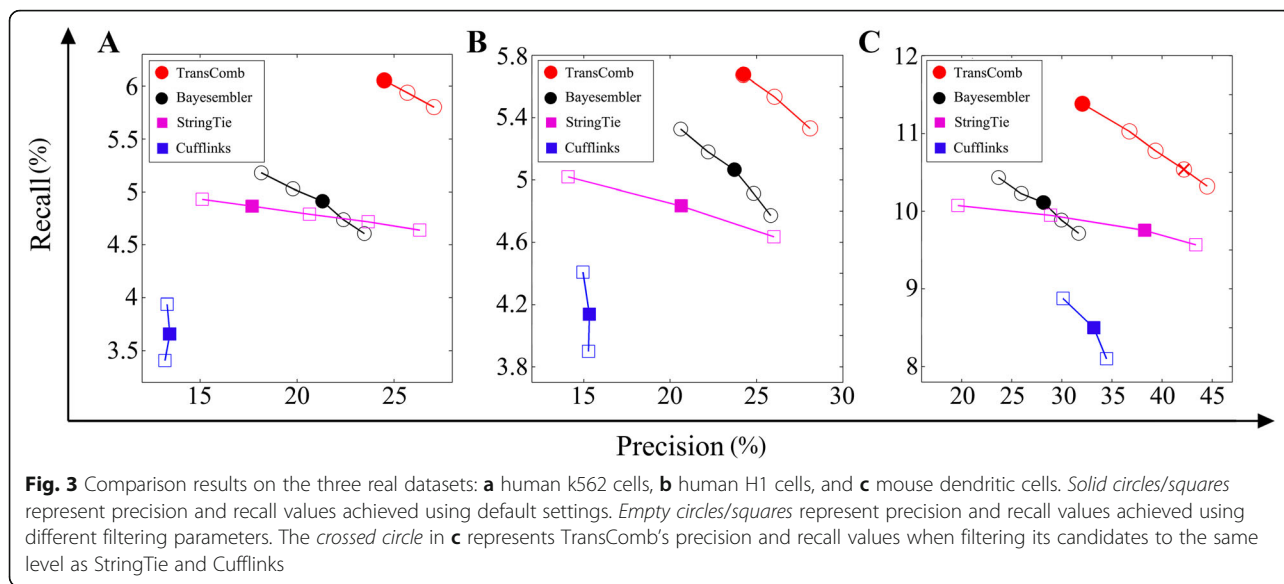 A
B
C
6
5.5
5
4.5
4
3.5
15
20
25
TransComb
Bayesembler
StringTie
Cufflinks
5.8
5.4
5
4.6
4.2
3.8
15
20
25
30
TransComb
Bayesembler
StringTie
Cufflinks
12
11
10
9
8
20
25
30
35
40
45
TransComb
Bayesembler
StringTie
Cufflinks
Recall (%)
Precision (%)
Fig. 3 Comparison results on the three real datasets: a human k562 cells, b human H1 cells, and c mouse dendritic cells. Solid circles/squares
represent precision and recall values achieved using default settings. Empty circles/squares represent precision and recall values achieved using
different filtering parameters. The crossed circle in c represents TransComb's precision and recall values when filtering its candidates to the same
level as StringTie and Cufflinks